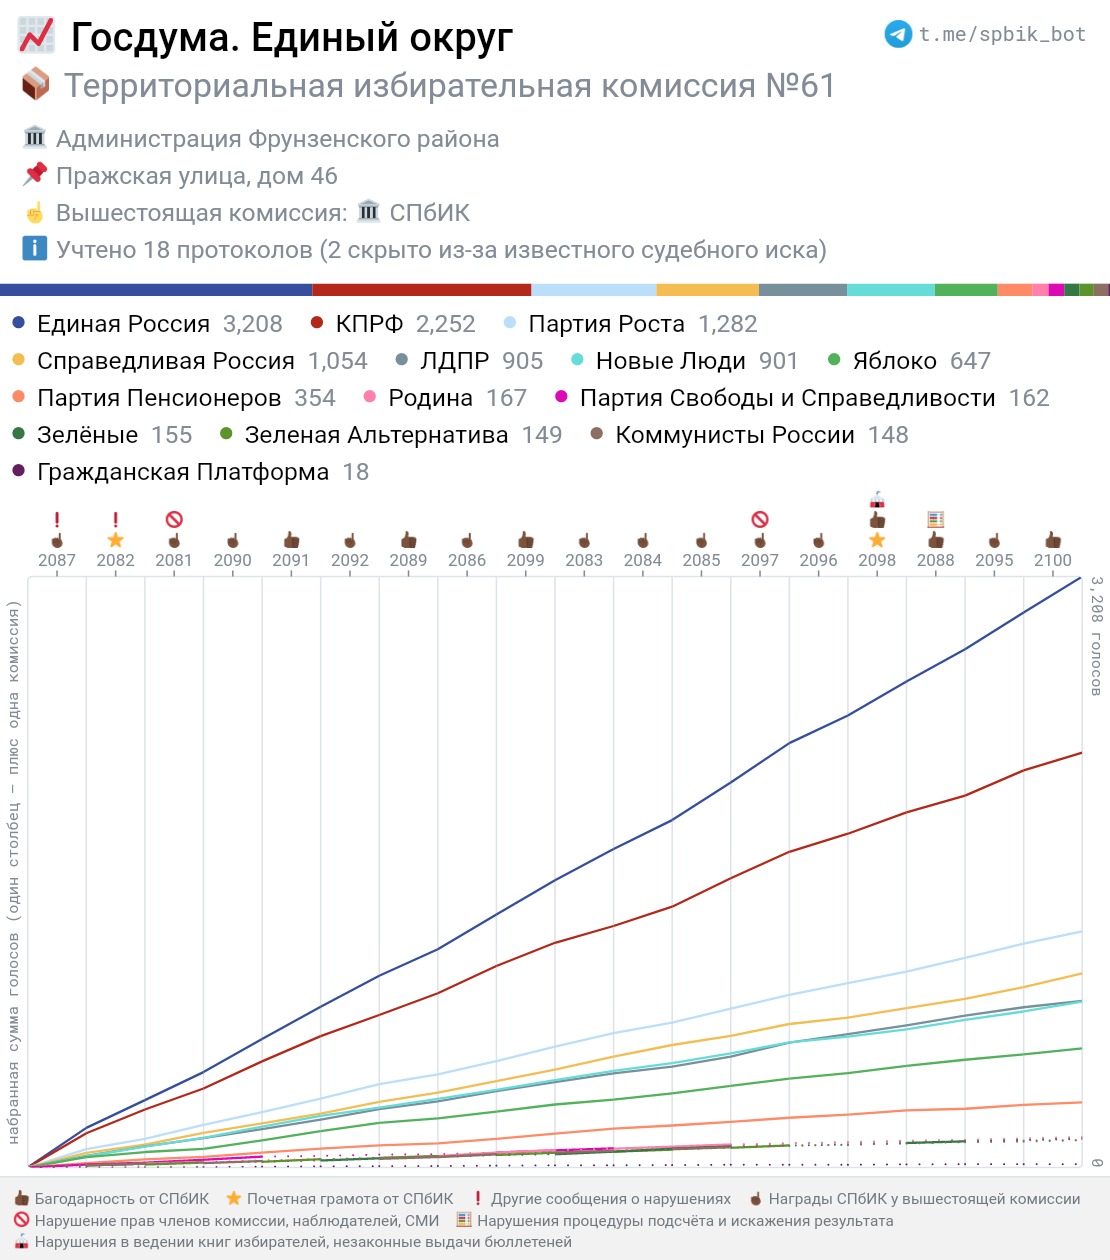 Госдума. Единый округ
t.me/spbik_bot
Территориальная избирательная комиссия №61
Администрация Фрунзенского района
Пражская улица, дом 46
Вышестоящая комиссия: СПбИК
Учтено 18 протоколов (2 скрыто из-за известного судебного иска)
Единая Россия 3,208 КПРФ 2,252 Партия Роста 1,282
Справедливая Россия 1,054 ЛДПР 905 Новые Люди 901 Яблоко 647
Партия Пенсионеров 354 Родина 167 Партия Свободы и Справедливости 162
Зелёные 155 Зеленая Альтернатива 149 Коммунисты России 148
Гражданская Платформа 18
2087 2082 2081 2090 2091 2092 2089 2086 2099 2083 2084 2085 2097 2096 2098 2088 2095 2100
набранная сумма голосов (один столбец — плюс одна комиссия)
3,208 голосов
0
Багодарность от СПбИК Почетная грамота от СПбИК Другие сообщения о нарушениях Награды СПбИК у вышестоящей комиссии
Нарушение прав членов комиссии, наблюдателей, СМИ Нарушения процедуры подсчёта и искажения результата
Нарушения в ведении книг избирателей, незаконные выдачи бюллетеней